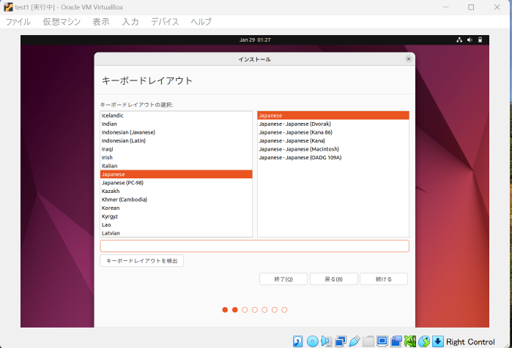 test1 [実行中] - Oracle VM VirtualBox
ファイル 仮想マシン 表示 入力 デバイス ヘルプ
Jan 29 01:27
インストール
キーボードレイアウト
キーボードレイアウトの選択:
Icelandic
Indian
Indonesian (Javanese)
Indonesian (Latin)
Iraqi
Irish
Italian
Japanese
Japanese (PC-98)
Kazakh
Khmer (Cambodia)
Korean
Kyrgyz
Lao
Latvian
Japanese
Japanese - Japanese (Dvorak)
Japanese - Japanese (Kana 86)
Japanese - Japanese (Kana)
Japanese - Japanese (Macintosh)
Japanese - Japanese (OADG 109A)
キーボードレイアウトを検出
終了(Q) 戻る(B) 続ける
Right Control